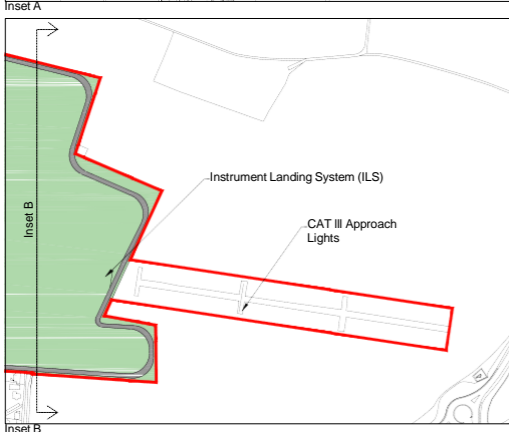 Inset A
Instrument Landing System (ILS)
CAT III Approach
Lights
Inset B
Inset B